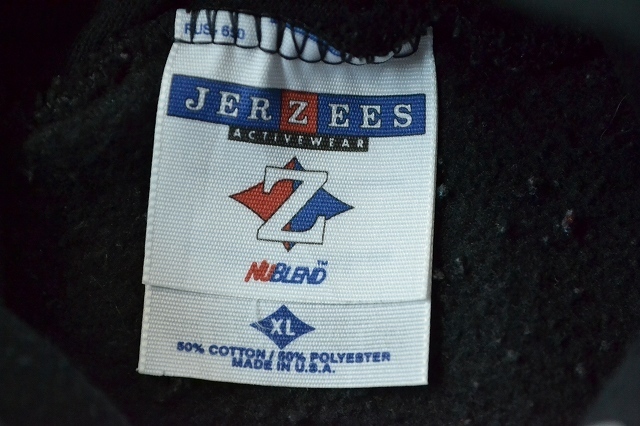 JERZEES
ACTIVEWEAR
Z
NUBLEND™
XL
50% COTTON / 50% POLYESTER
MADE IN U.S.A.